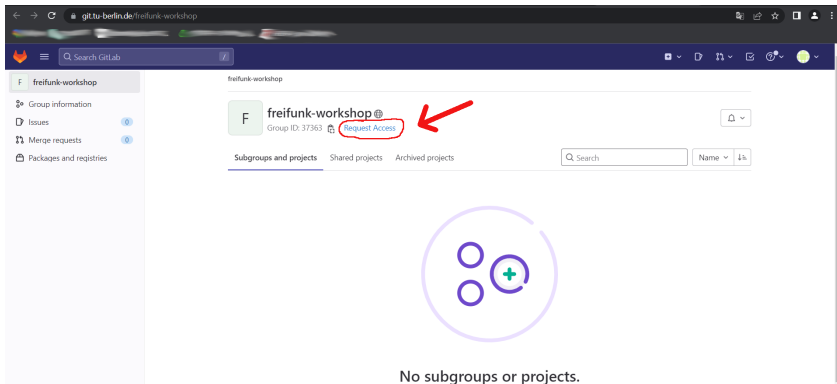 git.tu-berlin.de/freifunk-workshop
Search GitLab
/
F freifunk-workshop
Group information
Issues 0
Merge requests 0
Packages and registries
freifunk-workshop
F
freifunk-workshop
Group ID: 37363 Request Access
Subgroups and projects Shared projects Archived projects
Search
Name
No subgroups or projects.